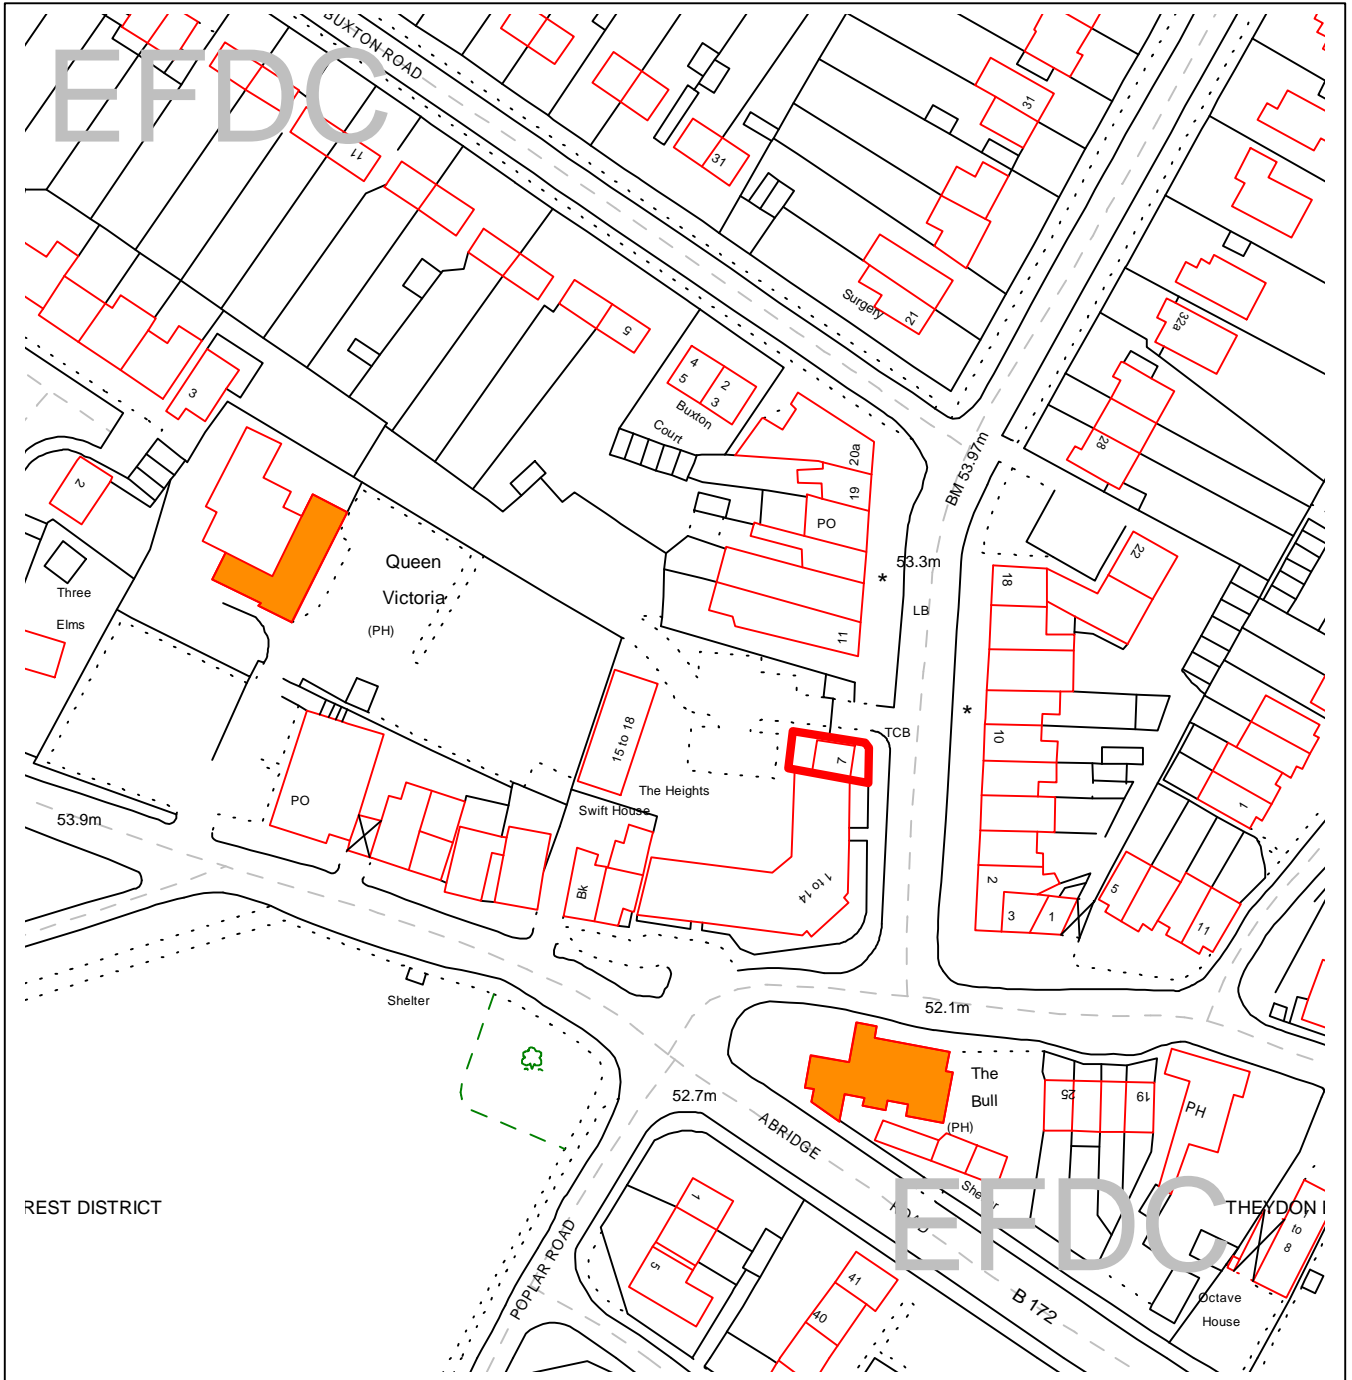 EFDC
BUXTON ROAD
11
31
31
Surgery
21
32a
28
5
3
2
4
5
2
3
Buxton
Court
20a
19
PO
BM 53.97m
53.3m
LB
11
18
22
Queen
Victoria
(PH)
Three
Elms
15 to 18
TCB
7
10
The Heights
Swift House
PO
53.9m
Bk
1 to 14
2
3
1
1
5
11
Shelter
52.1m
52.7m
The
Bull
(PH)
25
19
PH
ABRIDGE
ROAD
Shelter
B 172
EFDC
REST DISTRICT
THEYDON
to
8
Octave
House
POPLAR ROAD
1
5
41
40